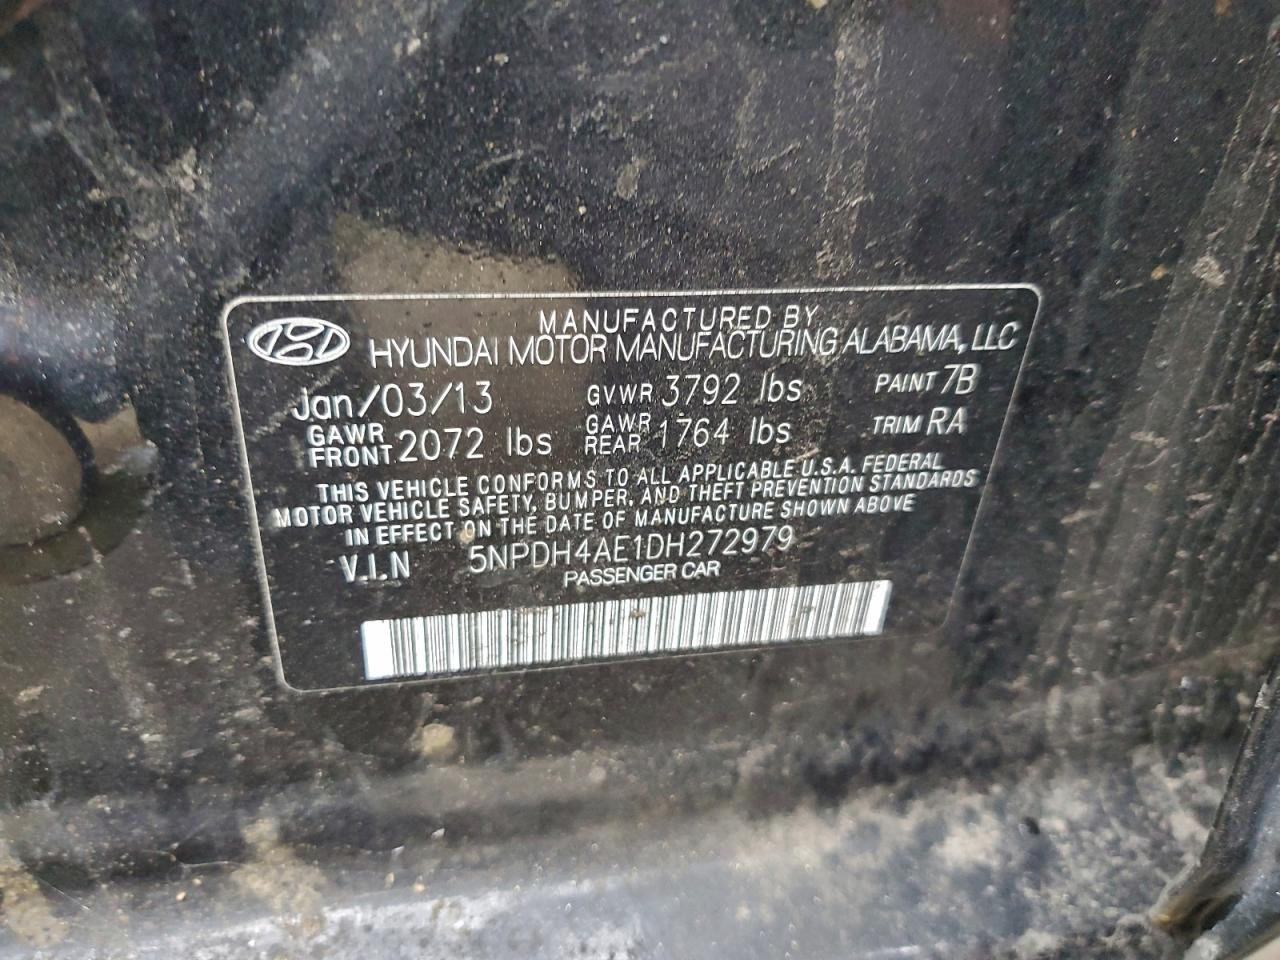 MANUFACTURED BY
HYUNDAI MOTOR MANUFACTURING ALABAMA, LLC
Jan/03/13 GVWR 3792 lbs PAINT 7B
GAWR FRONT 2072 lbs GAWR REAR 1764 lbs TRIM RA
THIS VEHICLE CONFORMS TO ALL APPLICABLE U.S.A. FEDERAL
MOTOR VEHICLE SAFETY, BUMPER, AND THEFT PREVENTION STANDARDS
IN EFFECT ON THE DATE OF MANUFACTURE SHOWN ABOVE
V.I.N 5NPDH4AE1DH272979
PASSENGER CAR